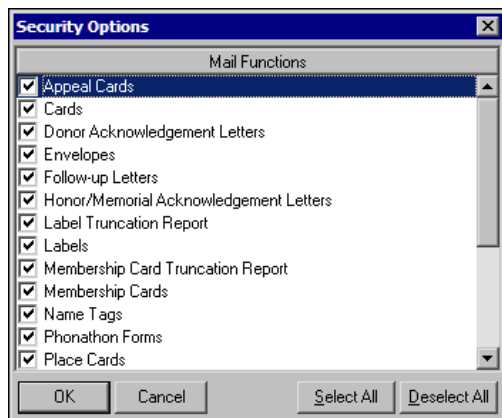 Security Options
Mail Functions
Appeal Cards
Cards
Donor Acknowledgement Letters
Envelopes
Follow-up Letters
Honor/Memorial Acknowledgement Letters
Label Truncation Report
Labels
Membership Card Truncation Report
Membership Cards
Name Tags
Phonathon Forms
Place Cards
OK Cancel Select All Deselect All